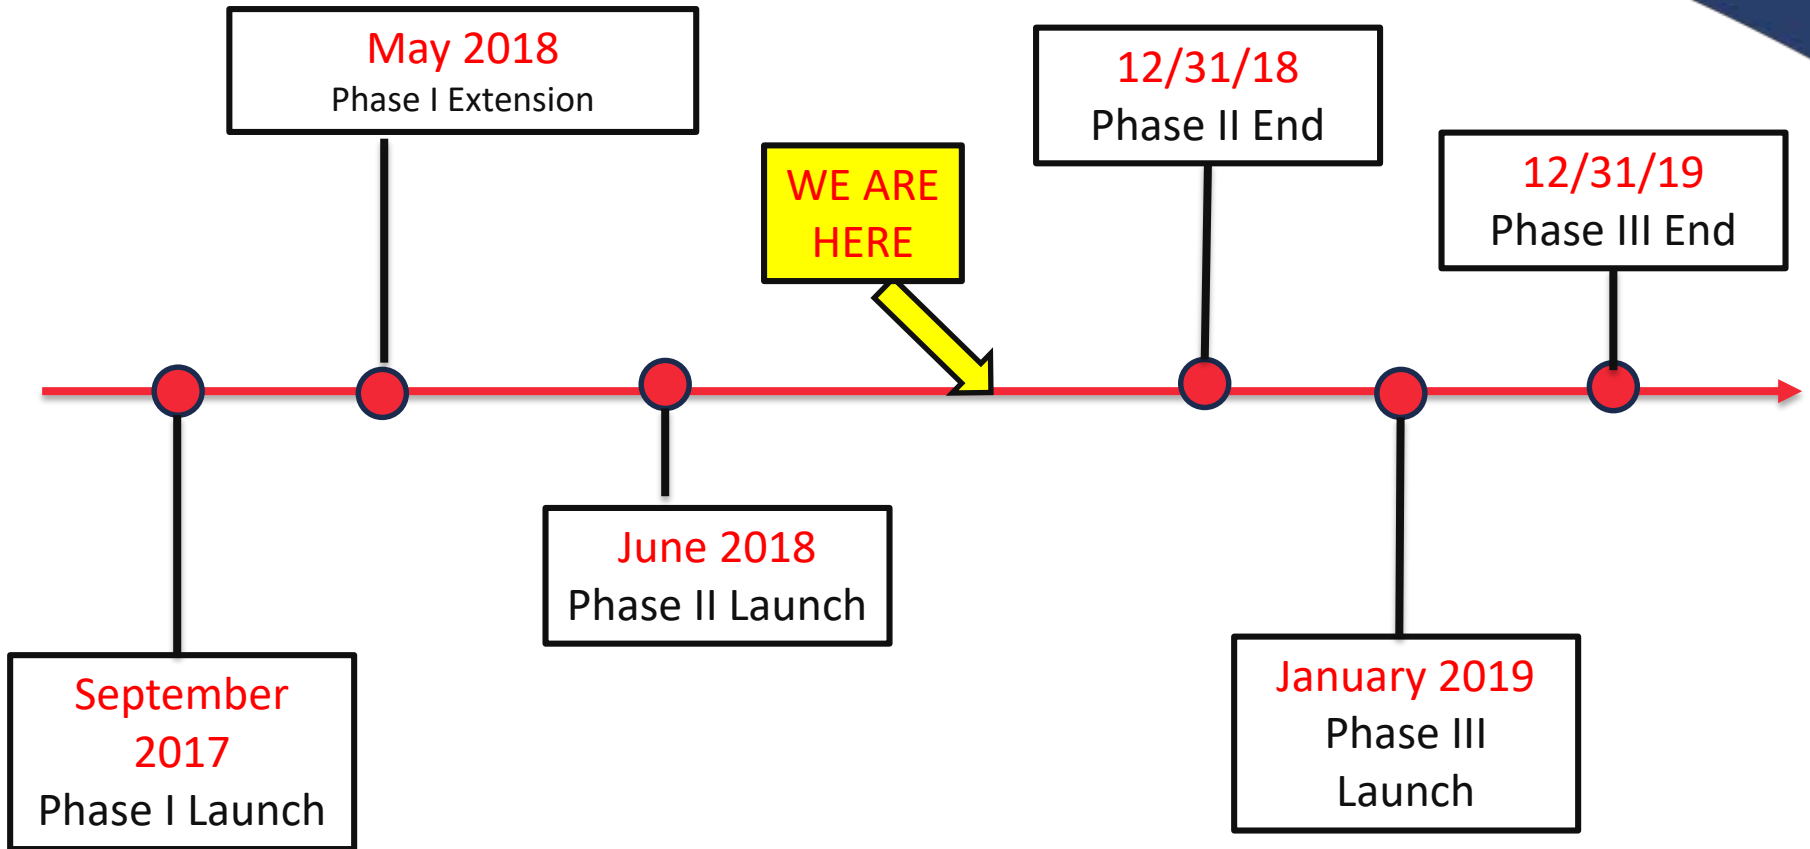 May 2018
Phase I Extension
12/31/18
Phase II End
12/31/19
Phase III End
WE ARE
HERE
June 2018
Phase II Launch
September
2017
Phase I Launch
January 2019
Phase III
Launch